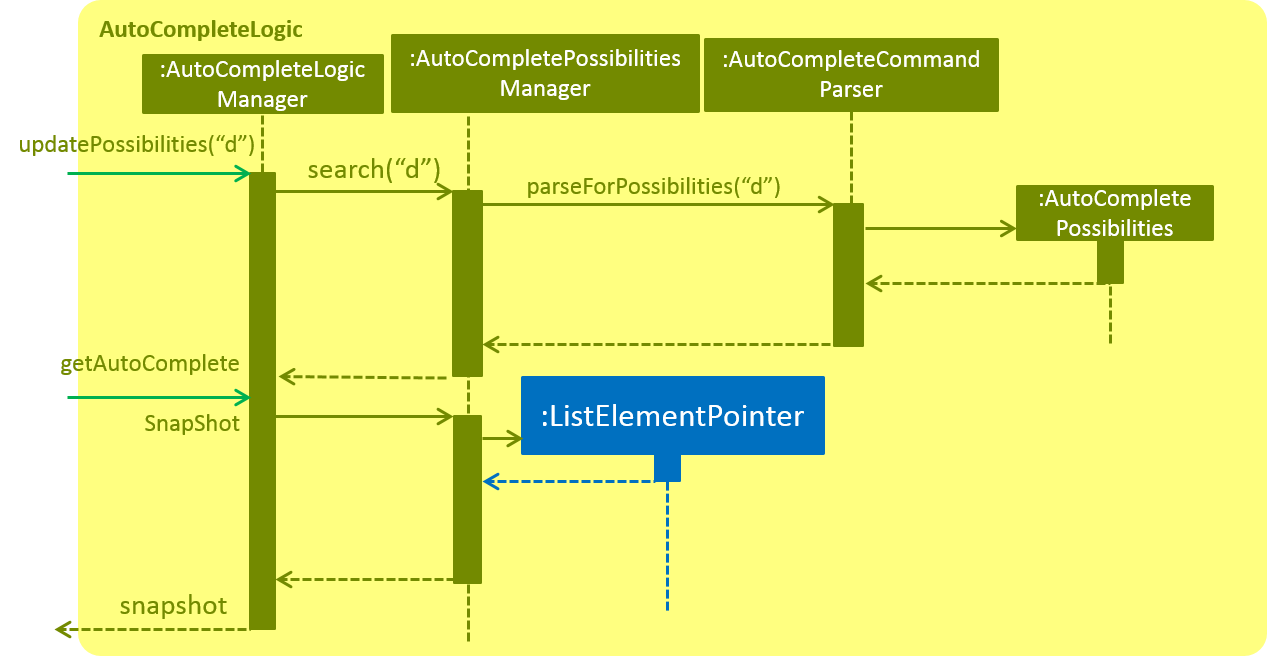 AutoCompleteLogic
:AutoCompleteLogic
Manager
:AutoCompletePossibilities
Manager
:AutoCompleteCommand
Parser
updatePossibilities(“d”)
search(“d”)
parseForPossibilities(“d”)
:AutoComplete
Possibilities
getAutoComplete
SnapShot
:ListElementPointer
snapshot